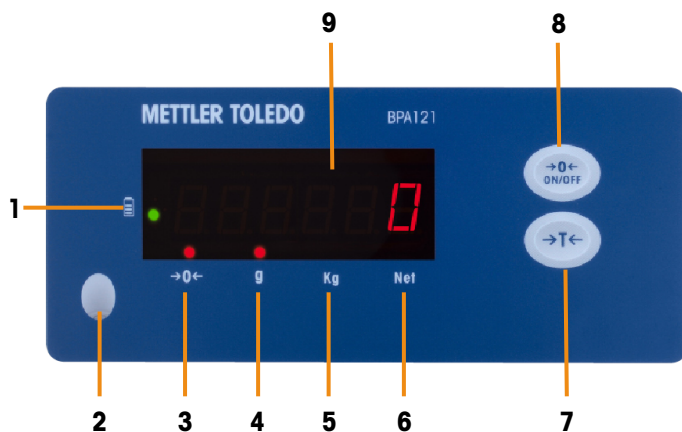 9
8
METTLER TOLEDO BPA121
→0←
ON/OFF
1
0
→T←
→0← g Kg Net
2 3 4 5 6 7